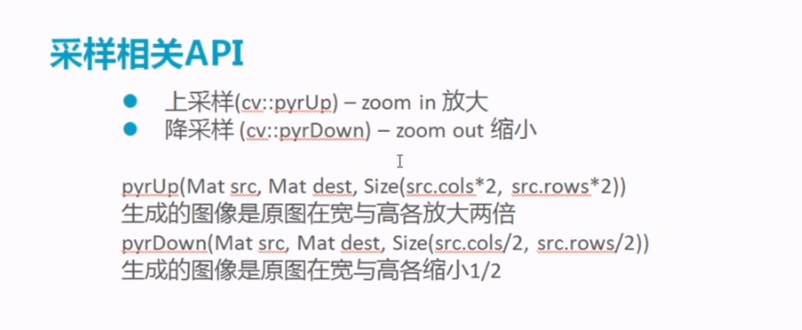 采样相关API
● 上采样(cv::pyrUp) – zoom in 放大
● 降采样 (cv::pyrDown) – zoom out 缩小
pyrUp(Mat src, Mat dest, Size(src.cols*2, src.rows*2))
生成的图像是原图在宽与高各放大两倍
pyrDown(Mat src, Mat dest, Size(src.cols/2, src.rows/2))
生成的图像是原图在宽与高各缩小1/2